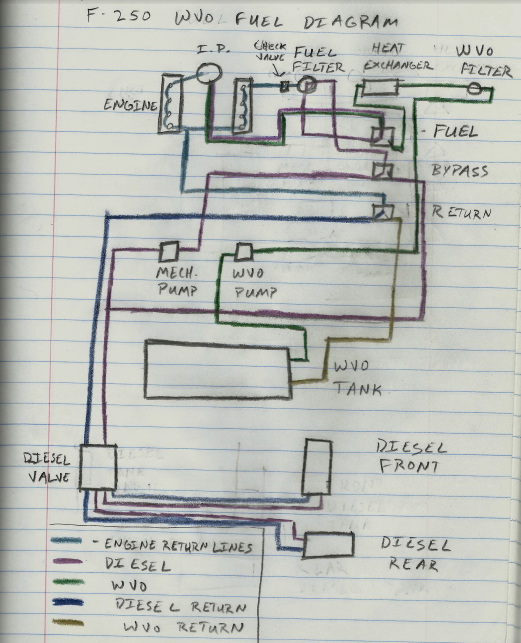 F-250 WVO FUEL DIAGRAM
I.P.
CHECK
VALVE
FUEL
FILTER
HEAT
EXCHANGER
WVO
FILTER
ENGINE
- FUEL
BYPASS
RETURN
MECH.
PUMP
WVO
PUMP
WVO
TANK
DIESEL
VALVE
DIESEL
FRONT
DIESEL
REAR
- ENGINE RETURN LINES
DIESEL
WVO
DIESEL RETURN
WVO RETURN